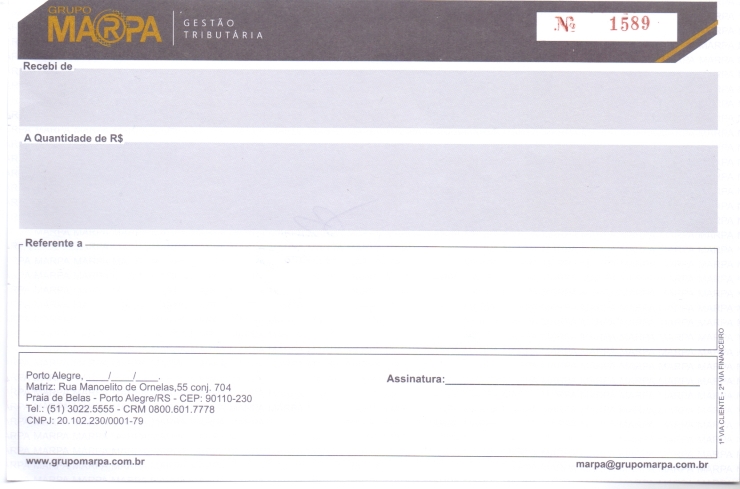 GRUPO
MARPA
GESTÃO
TRIBUTÁRIA
Nº 1589
Recebi de
A Quantidade de R$
Referente a
Porto Alegre, ____/____/____.
Matriz: Rua Manoelito de Ornelas,55 conj. 704
Praia de Belas - Porto Alegre/RS - CEP: 90110-230
Tel.: (51) 3022.5555 - CRM 0800.601.7778
CNPJ: 20.102.230/0001-79
Assinatura:
1ª VIA CLIENTE - 2ª VIA FINANCEIRO
www.grupomarpa.com.br
marpa@grupomarpa.com.br